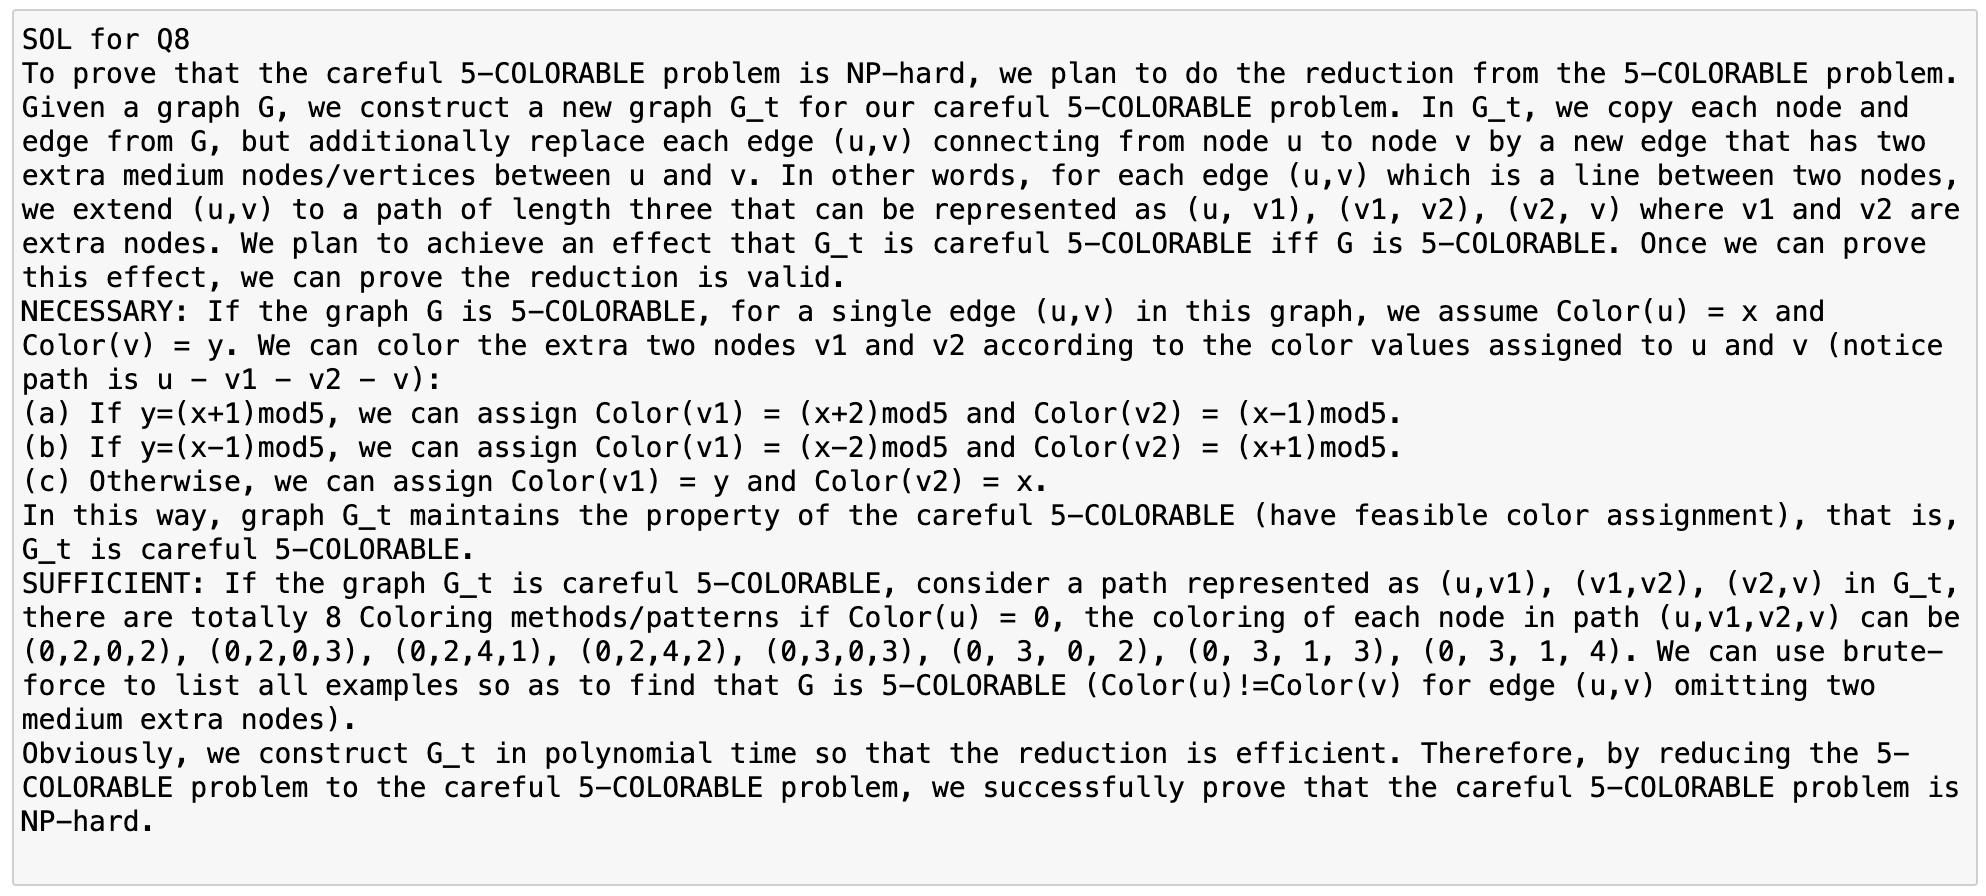 SOL for Q8
To prove that the careful 5-COLORABLE problem is NP-hard, we plan to do the reduction from the 5-COLORABLE problem.
Given a graph G, we construct a new graph G_t for our careful 5-COLORABLE problem. In G_t, we copy each node and
edge from G, but additionally replace each edge (u,v) connecting from node u to node v by a new edge that has two
extra medium nodes/vertices between u and v. In other words, for each edge (u,v) which is a line between two nodes,
we extend (u,v) to a path of length three that can be represented as (u, v1), (v1, v2), (v2, v) where v1 and v2 are
extra nodes. We plan to achieve an effect that G_t is careful 5-COLORABLE iff G is 5-COLORABLE. Once we can prove
this effect, we can prove the reduction is valid.
NECESSARY: If the graph G is 5-COLORABLE, for a single edge (u,v) in this graph, we assume Color(u) = x and
Color(v) = y. We can color the extra two nodes v1 and v2 according to the color values assigned to u and v (notice
path is u - v1 - v2 - v):
(a) If y=(x+1)mod5, we can assign Color(v1) = (x+2)mod5 and Color(v2) = (x-1)mod5.
(b) If y=(x-1)mod5, we can assign Color(v1) = (x-2)mod5 and Color(v2) = (x+1)mod5.
(c) Otherwise, we can assign Color(v1) = y and Color(v2) = x.
In this way, graph G_t maintains the property of the careful 5-COLORABLE (have feasible color assignment), that is,
G_t is careful 5-COLORABLE.
SUFFICIENT: If the graph G_t is careful 5-COLORABLE, consider a path represented as (u,v1), (v1,v2), (v2,v) in G_t,
there are totally 8 Coloring methods/patterns if Color(u) = 0, the coloring of each node in path (u,v1,v2,v) can be
(0,2,0,2), (0,2,0,3), (0,2,4,1), (0,2,4,2), (0,3,0,3), (0, 3, 0, 2), (0, 3, 1, 3), (0, 3, 1, 4). We can use brute-
force to list all examples so as to find that G is 5-COLORABLE (Color(u)!=Color(v) for edge (u,v) omitting two
medium extra nodes).
Obviously, we construct G_t in polynomial time so that the reduction is efficient. Therefore, by reducing the 5-
COLORABLE problem to the careful 5-COLORABLE problem, we successfully prove that the careful 5-COLORABLE problem is
NP-hard.